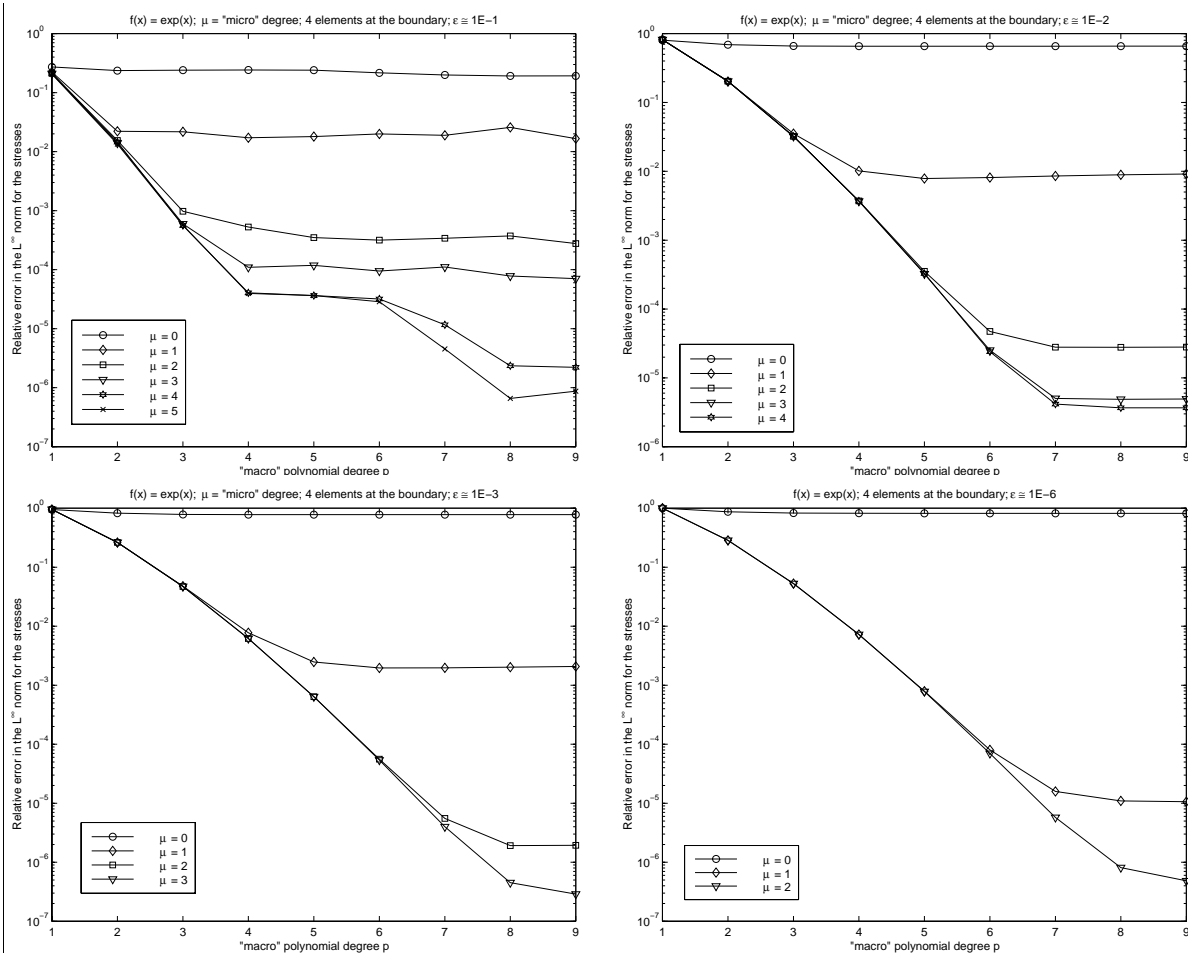 f(x) = exp(x); μ = "micro" degree; 4 elements at the boundary; ε ≅ 1E−1
10^0
10^−1
10^−2
10^−3
10^−4
10^−5
10^−6
10^−7
Relative error in the L^∞ norm for the stresses
μ = 0
μ = 1
μ = 2
μ = 3
μ = 4
μ = 5
1 2 3 4 5 6 7 8 9
"macro" polynomial degree p
f(x) = exp(x); μ = "micro" degree; 4 elements at the boundary; ε ≅ 1E−2
10^0
10^−1
10^−2
10^−3
10^−4
10^−5
10^−6
Relative error in the L^∞ norm for the stresses
μ = 0
μ = 1
μ = 2
μ = 3
μ = 4
1 2 3 4 5 6 7 8 9
"macro" polynomial degree p
f(x) = exp(x); μ = "micro" degree; 4 elements at the boundary; ε ≅ 1E−3
10^0
10^−1
10^−2
10^−3
10^−4
10^−5
10^−6
10^−7
Relative error in the L^∞ norm for the stresses
μ = 0
μ = 1
μ = 2
μ = 3
1 2 3 4 5 6 7 8 9
"macro" polynomial degree p
f(x) = exp(x); 4 elements at the boundary; ε ≅ 1E−6
10^0
10^−1
10^−2
10^−3
10^−4
10^−5
10^−6
10^−7
Relative error in the L^∞ norm for the stresses
μ = 0
μ = 1
μ = 2
1 2 3 4 5 6 7 8 9
"macro" polynomial degree p